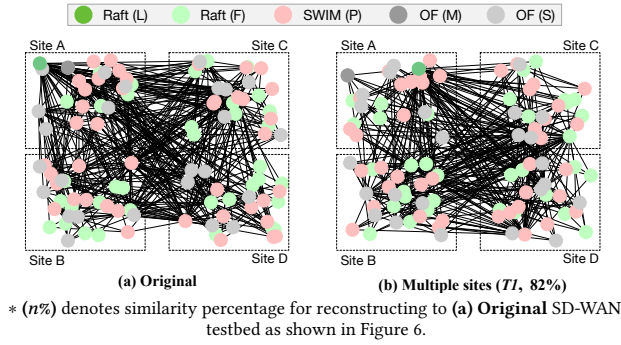 Raft (L) Raft (F) SWIM (P) OF (M) OF (S)
Site A Site C Site A Site C
Site B Site D Site B Site D
(a) Original (b) Multiple sites (T1, 82%)
* (n%) denotes similarity percentage for reconstructing to (a) Original SD-WAN
testbed as shown in Figure 6.